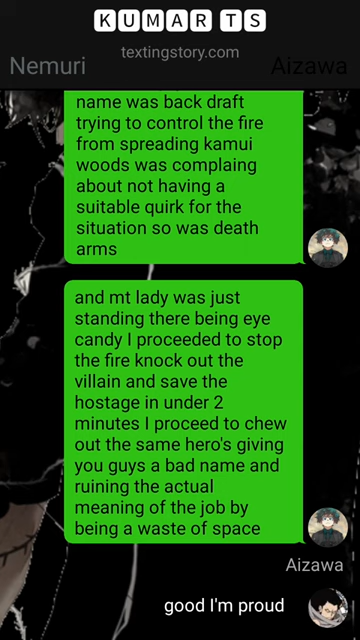 KUMAR TS
textingstory.com
Nemuri Aizawa
name was back draft
trying to control the fire
from spreading kamui
woods was complaing
about not having a
suitable quirk for the
situation so was death
arms
and mt lady was just
standing there being eye
candy I proceeded to stop
the fire knock out the
villain and save the
hostage in under 2
minutes I proceed to chew
out the same hero's giving
you guys a bad name and
ruining the actual
meaning of the job by
being a waste of space
Aizawa
good I'm proud